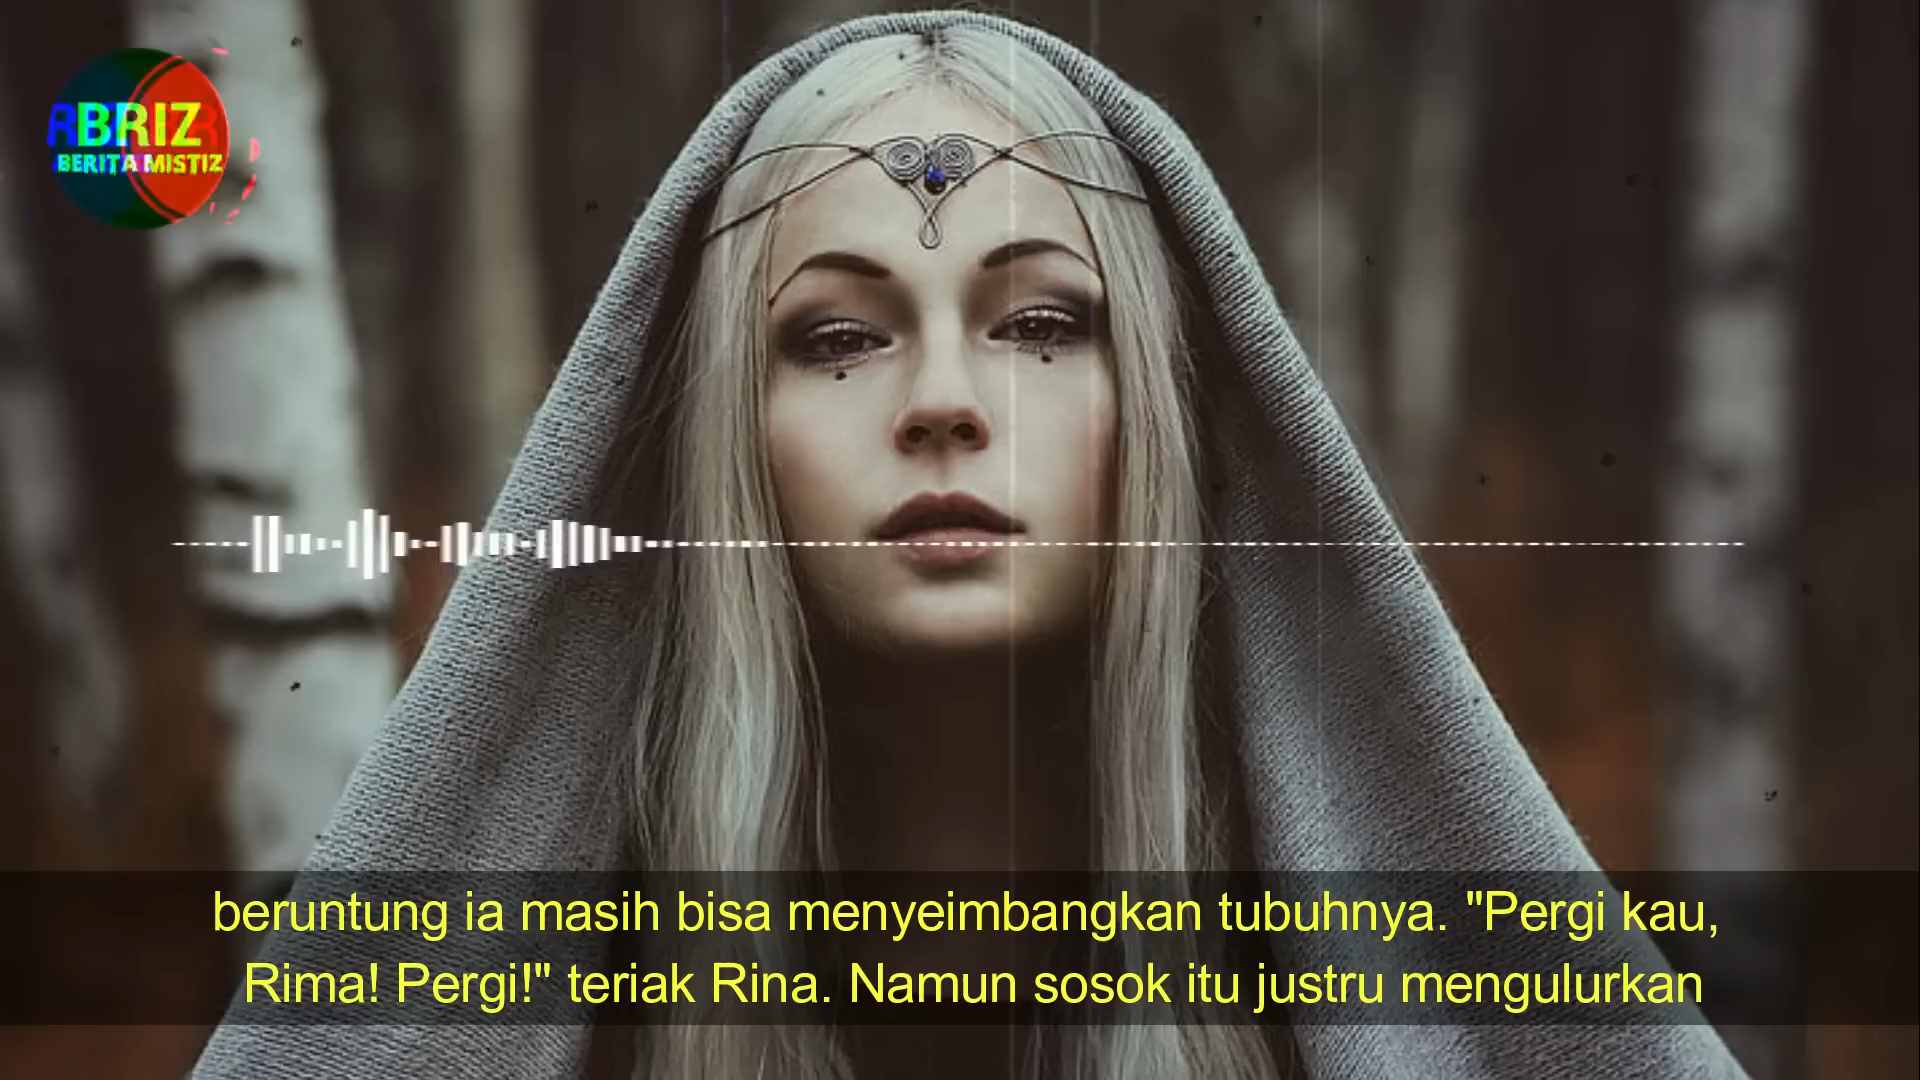 BRIZ
BERITA MISTIZ
beruntung ia masih bisa menyeimbangkan tubuhnya. "Pergi kau,
Rima! Pergi!" teriak Rina. Namun sosok itu justru mengulurkan